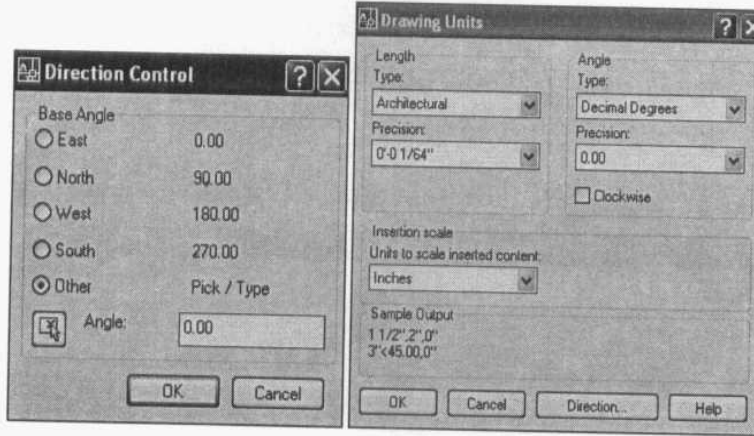 Direction Control
Base Angle
East 0.00
North 90.00
West 180.00
South 270.00
Other Pick / Type
Angle: 0.00
OK Cancel
Drawing Units
Length
Type:
Architectural
Precision:
0'-0 1/64"
Angle
Type:
Decimal Degrees
Precision:
0.00
Clockwise
Insertion scale
Units to scale inserted content:
Inches
Sample Output
1 1/2",2",0"
3"<45.00,0"
OK Cancel Direction... Help